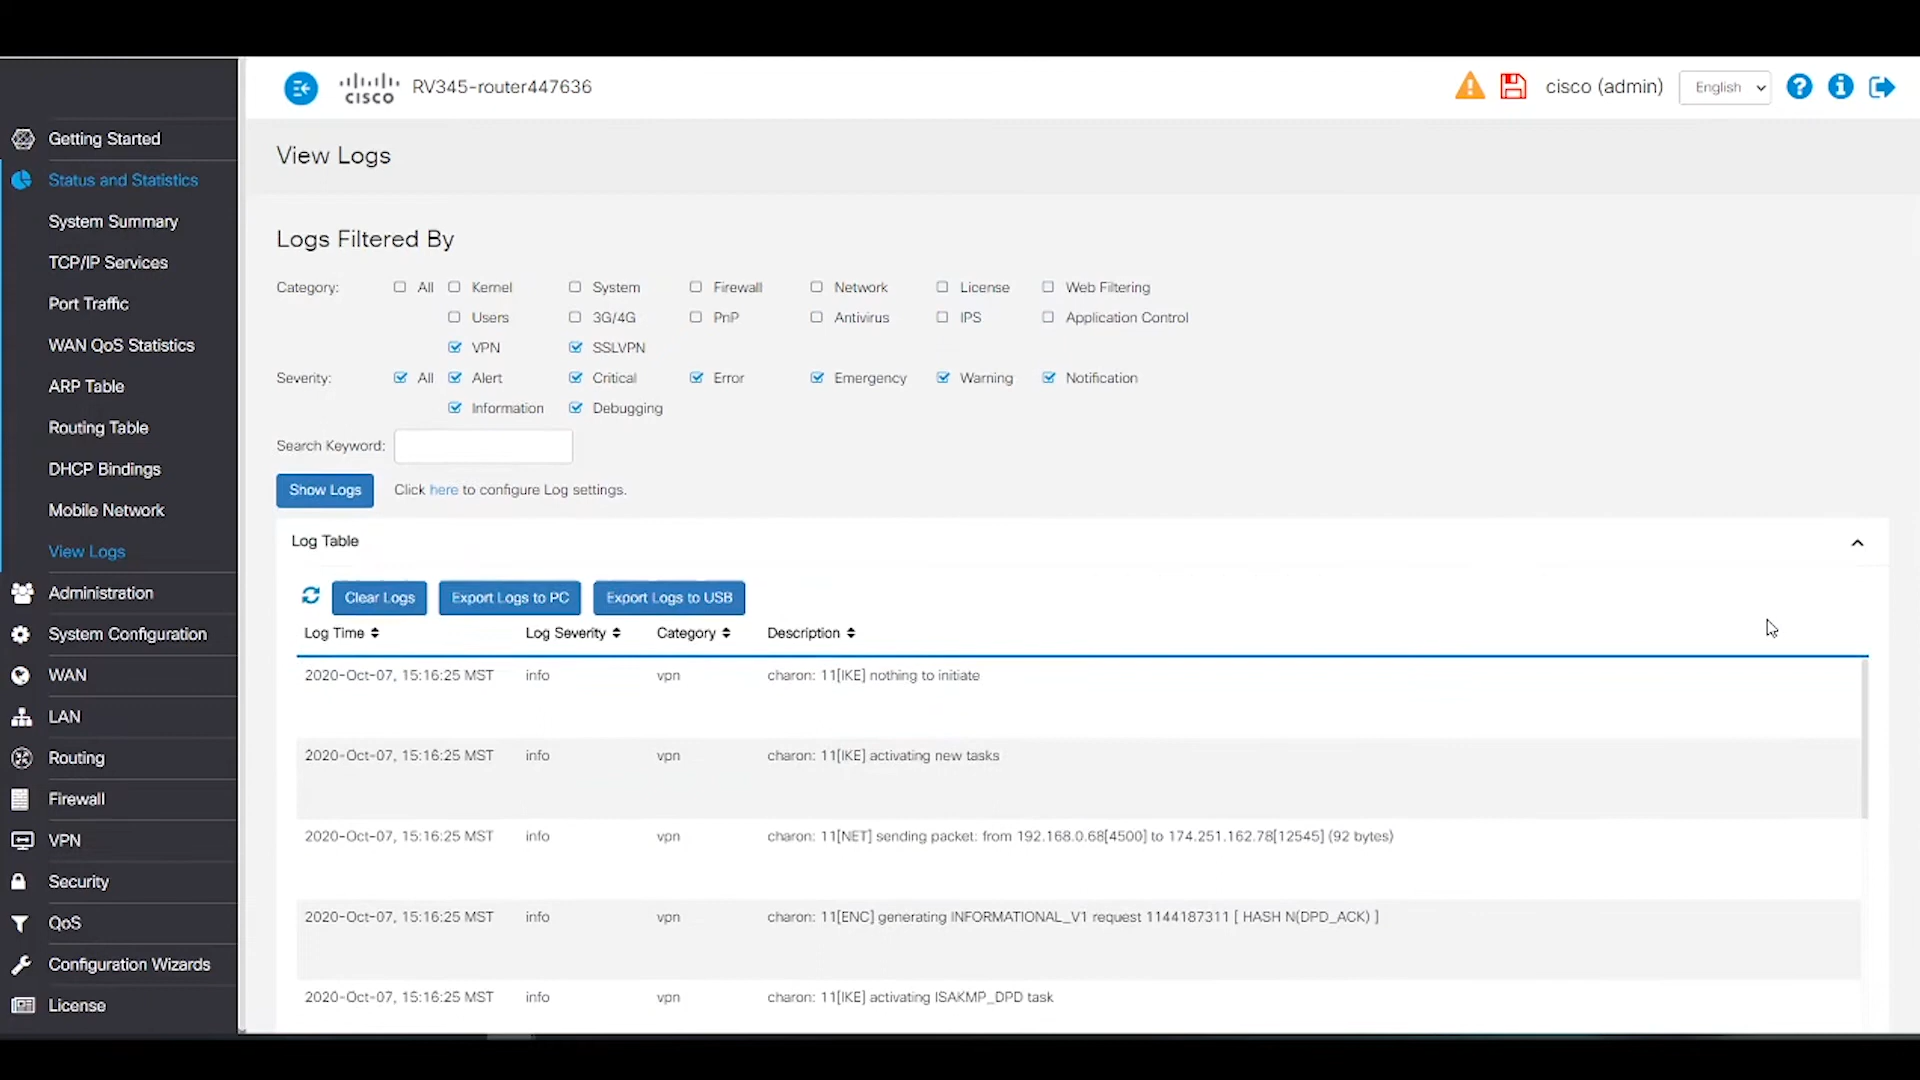 CISCO RV345-router447636 cisco (admin) English
Getting Started
Status and Statistics
System Summary
TCP/IP Services
Port Traffic
WAN QoS Statistics
ARP Table
Routing Table
DHCP Bindings
Mobile Network
View Logs
Administration
System Configuration
WAN
LAN
Routing
Firewall
VPN
Security
QoS
Configuration Wizards
License
View Logs
Logs Filtered By
Category: All Kernel System Firewall Network License Web Filtering
Users 3G/4G PnP Antivirus IPS Application Control
VPN SSLVPN
Severity: All Alert Critical Error Emergency Warning Notification
Information Debugging
Search Keyword:
Show Logs Click here to configure Log settings.
Log Table
Clear Logs Export Logs to PC Export Logs to USB
Log Time Log Severity Category Description
2020-Oct-07, 15:16:25 MST info vpn charon: 11[IKE] nothing to initiate
2020-Oct-07, 15:16:25 MST info vpn charon: 11[IKE] activating new tasks
2020-Oct-07, 15:16:25 MST info vpn charon: 11[NET] sending packet: from 192.168.0.68[4500] to 174.251.162.78[12545] (92 bytes)
2020-Oct-07, 15:16:25 MST info vpn charon: 11[ENC] generating INFORMATIONAL_V1 request 1144187311 [ HASH N(DPD_ACK) ]
2020-Oct-07, 15:16:25 MST info vpn charon: 11[IKE] activating ISAKMP_DPD task